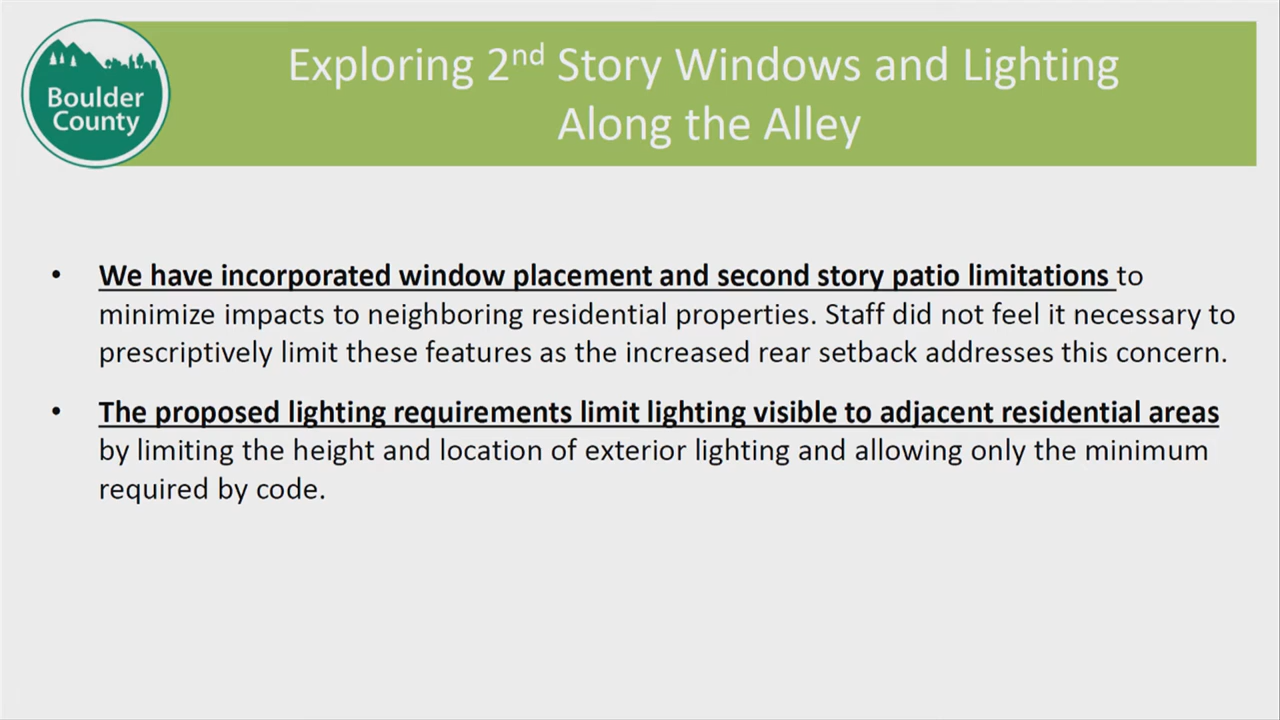 Boulder
County
Exploring 2nd Story Windows and Lighting
Along the Alley
• We have incorporated window placement and second story patio limitations to
minimize impacts to neighboring residential properties. Staff did not feel it necessary to
prescriptively limit these features as the increased rear setback addresses this concern.
• The proposed lighting requirements limit lighting visible to adjacent residential areas
by limiting the height and location of exterior lighting and allowing only the minimum
required by code.